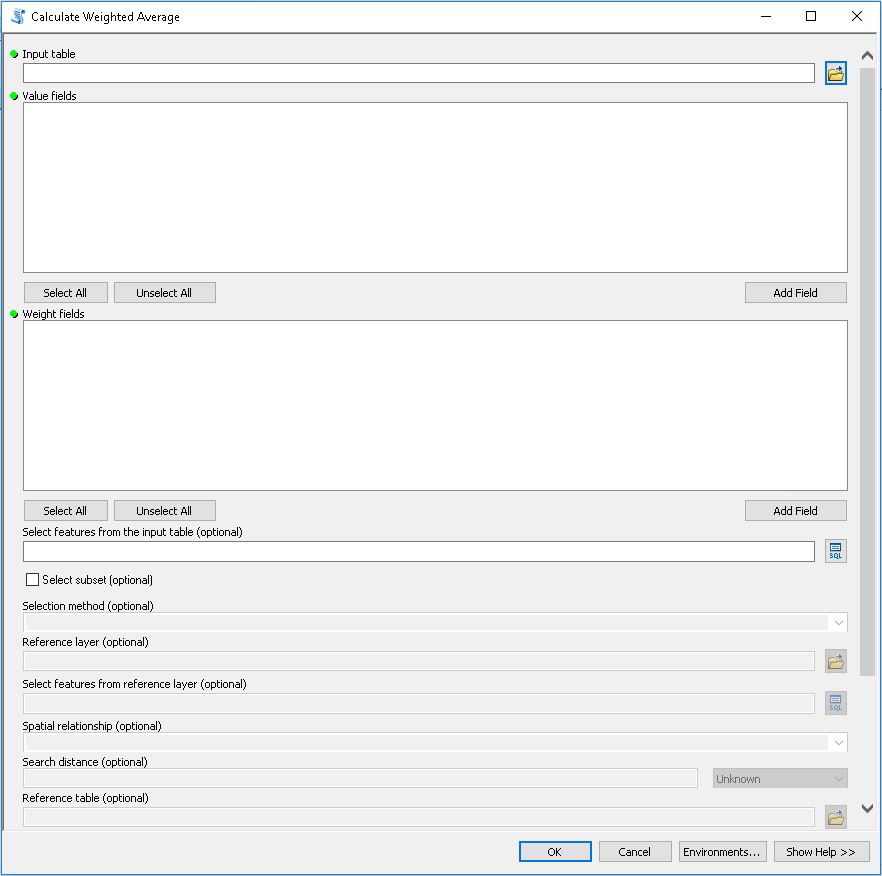 Calculate Weighted Average
Input table
Value fields
Select All Unselect All Add Field
Weight fields
Select All Unselect All Add Field
Select features from the input table (optional)
SQL
Select subset (optional)
Selection method (optional)
Reference layer (optional)
Select features from reference layer (optional)
SQL
Spatial relationship (optional)
Search distance (optional)
Unknown
Reference table (optional)
OK Cancel Environments... Show Help >>